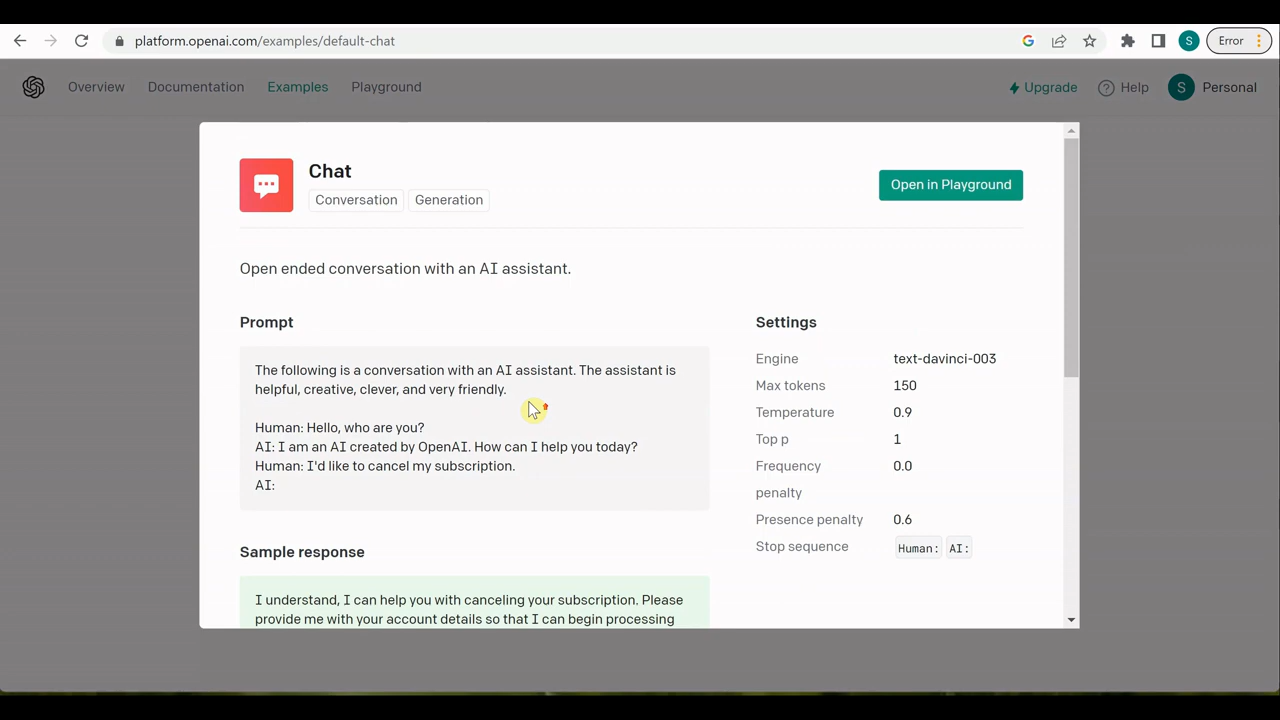 platform.openai.com/examples/default-chat
S
Error
Overview
Documentation
Examples
Playground
Upgrade
Help
S
Personal
Chat
Conversation
Generation
Open in Playground
Open ended conversation with an AI assistant.
Prompt
The following is a conversation with an AI assistant. The assistant is
helpful, creative, clever, and very friendly.
Human: Hello, who are you?
AI: I am an AI created by OpenAI. How can I help you today?
Human: I'd like to cancel my subscription.
AI:
Settings
Engine text-davinci-003
Max tokens 150
Temperature 0.9
Top p 1
Frequency 0.0
penalty
Presence penalty 0.6
Stop sequence Human: AI:
Sample response
I understand, I can help you with canceling your subscription. Please
provide me with your account details so that I can begin processing